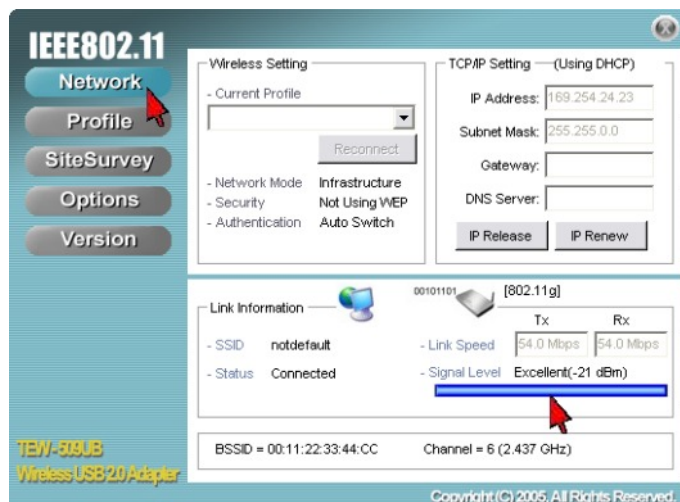 IEEE802.11
Network
Profile
SiteSurvey
Options
Version
Wireless Setting
- Current Profile
Reconnect
- Network Mode Infrastructure
- Security Not Using WEP
- Authentication Auto Switch
TCP/IP Setting (Using DHCP)
IP Address: 169.254.24.23
Subnet Mask: 255.255.0.0
Gateway:
DNS Server:
IP Release IP Renew
Link Information
- SSID notdefault
- Status Connected
00101101 [802.11g]
Tx Rx
- Link Speed 54.0 Mbps 54.0 Mbps
- Signal Level Excellent(-21 dBm)
BSSID = 00:11:22:33:44:CC Channel = 6 (2.437 GHz)
TEW-509UB
Wireless USB 2.0 Adapter
Copyright (C) 2005. All Rights Reserved.